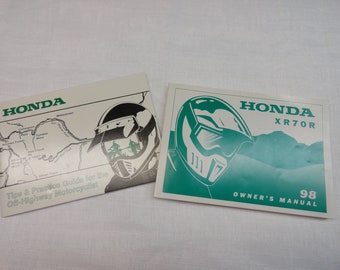 HONDA
Tips & Practice Guide for the
Off-Highway Motorcyclist
HONDA
XR70R
98
OWNER'S MANUAL